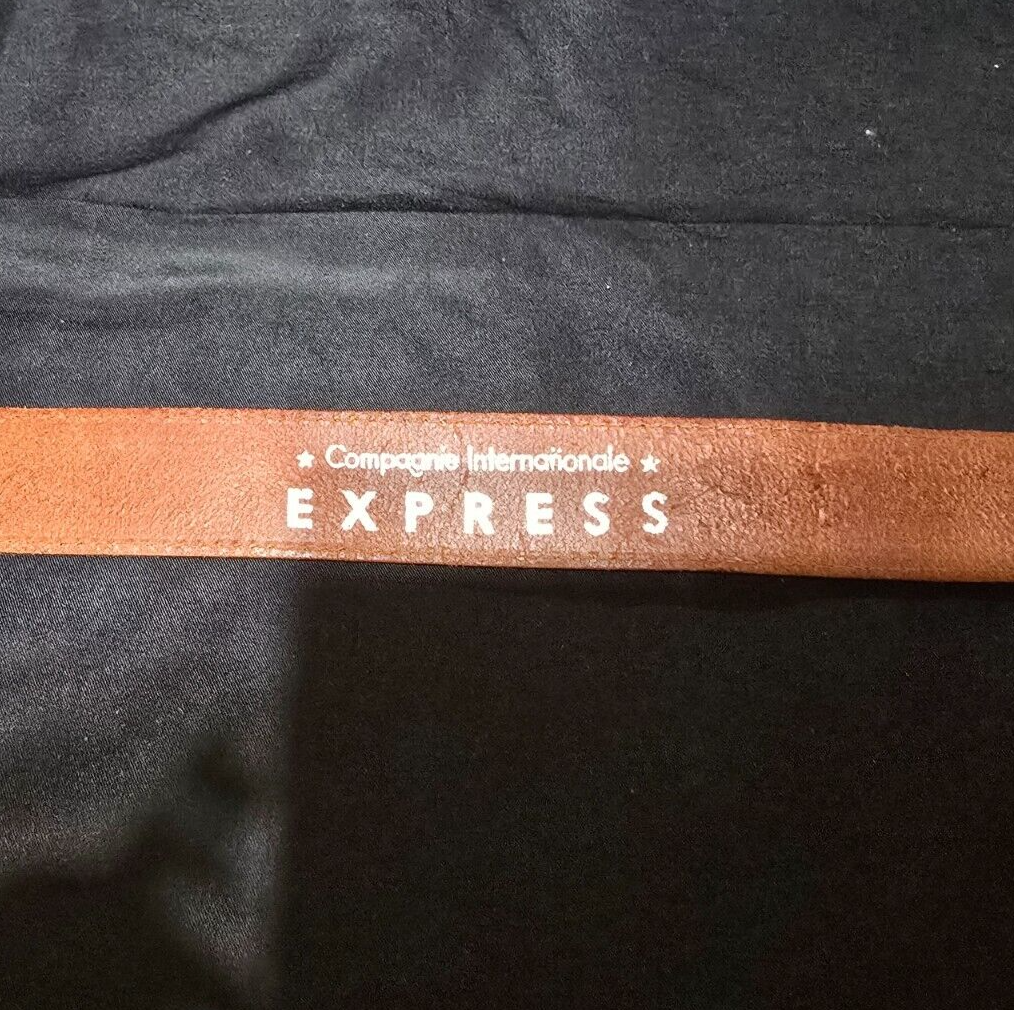 ★ Compagnie Internationale ★
EXPRESS